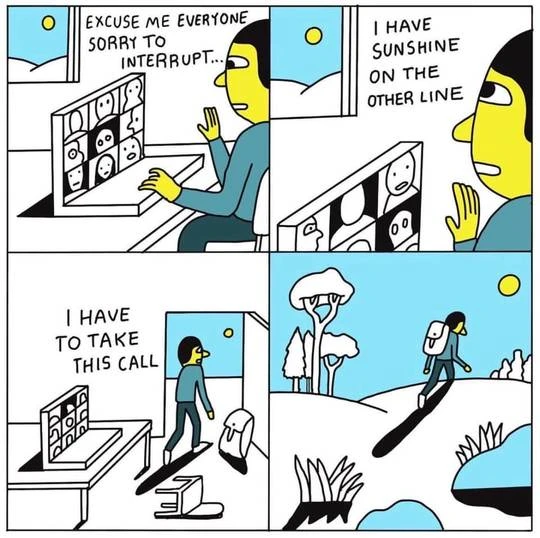 EXCUSE ME EVERYONE
SORRY TO
INTERRUPT...
I HAVE
SUNSHINE
ON THE
OTHER LINE
I HAVE
TO TAKE
THIS CALL